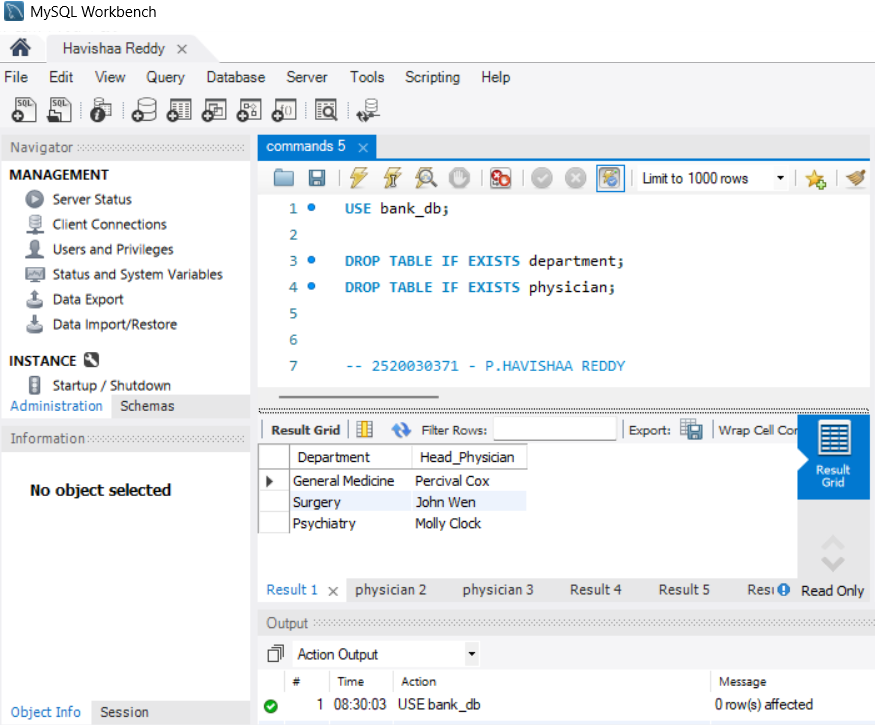 MySQL Workbench
Havishaa Reddy
File Edit View Query Database Server Tools Scripting Help
Navigator
MANAGEMENT
Server Status
Client Connections
Users and Privileges
Status and System Variables
Data Export
Data Import/Restore
INSTANCE
Startup / Shutdown
Administration Schemas
Information
No object selected
Object Info Session
commands 5
Limit to 1000 rows
1 USE bank_db;
2
3 DROP TABLE IF EXISTS department;
4 DROP TABLE IF EXISTS physician;
5
6
7 -- 2520030371 - P.HAVISHAA REDDY
Result Grid Filter Rows: Export: Wrap Cell Cor
Department Head_Physician
General Medicine Percival Cox
Surgery John Wen
Psychiatry Molly Clock
Result Grid
Result 1 physician 2 physician 3 Result 4 Result 5 Resu Read Only
Output
Action Output
# Time Action Message
1 08:30:03 USE bank_db 0 row(s) affected